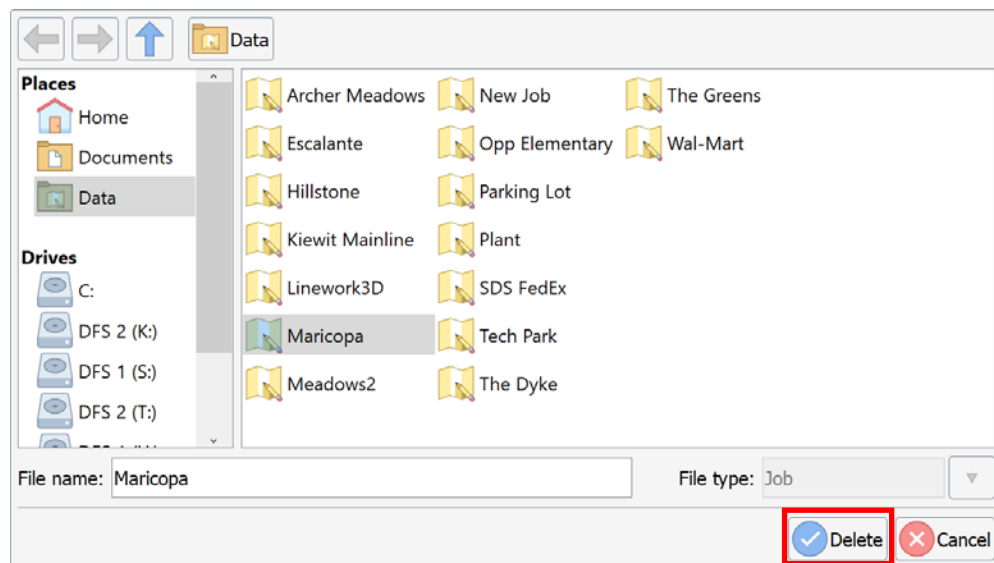 Data
Places
Home
Documents
Data
Drives
C:
DFS 2 (K:)
DFS 1 (S:)
DFS 2 (T:)
Archer Meadows
Escalante
Hillstone
Kiewit Mainline
Linework3D
Maricopa
Meadows2
New Job
Opp Elementary
Parking Lot
Plant
SDS FedEx
Tech Park
The Dyke
The Greens
Wal-Mart
File name: Maricopa
File type: Job
Delete
Cancel